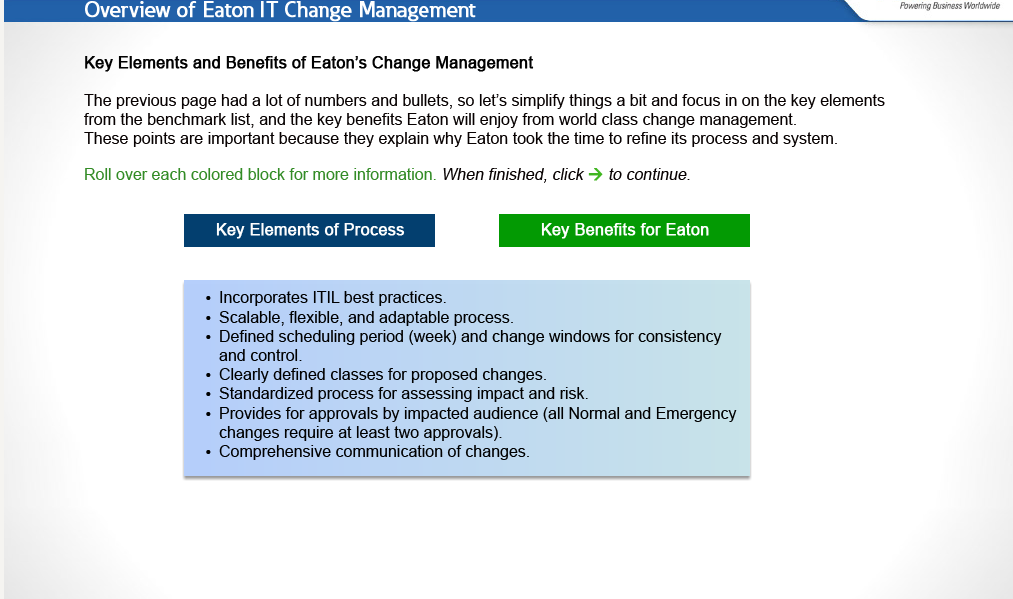 Overview of Eaton IT Change Management
Powering Business Worldwide
Key Elements and Benefits of Eaton's Change Management
The previous page had a lot of numbers and bullets, so let's simplify things a bit and focus in on the key elements
from the benchmark list, and the key benefits Eaton will enjoy from world class change management.
These points are important because they explain why Eaton took the time to refine its process and system.
Roll over each colored block for more information. When finished, click → to continue.
Key Elements of Process
Key Benefits for Eaton
• Incorporates ITIL best practices.
• Scalable, flexible, and adaptable process.
• Defined scheduling period (week) and change windows for consistency
and control.
• Clearly defined classes for proposed changes.
• Standardized process for assessing impact and risk.
• Provides for approvals by impacted audience (all Normal and Emergency
changes require at least two approvals).
• Comprehensive communication of changes.